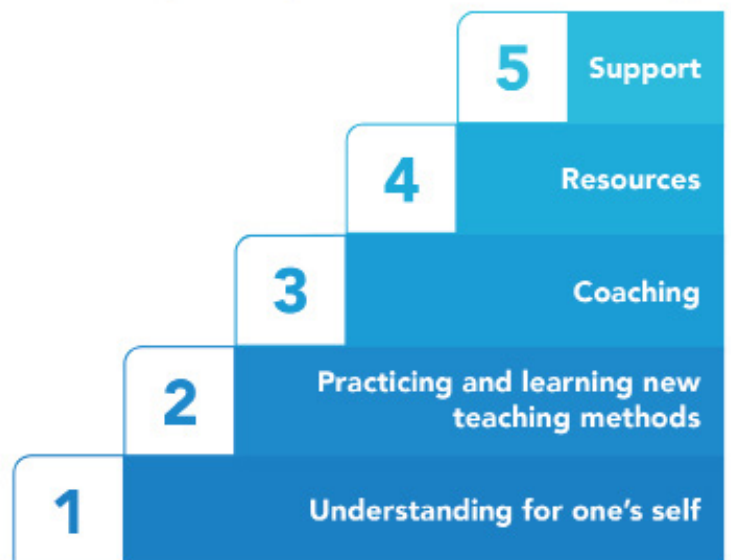 5
Support
4
Resources
3
Coaching
2
Practicing and learning new
teaching methods
1
Understanding for one's self